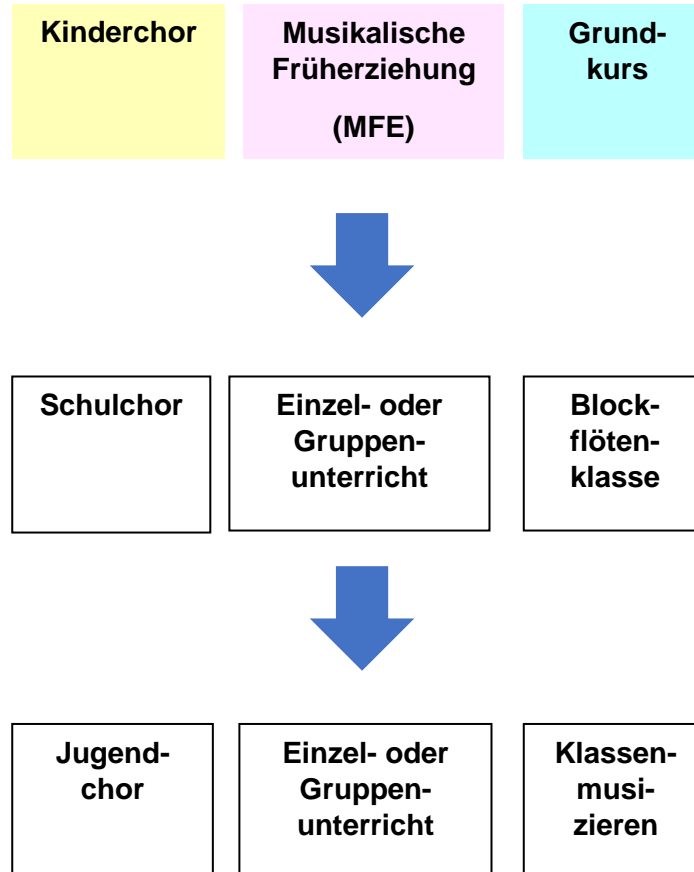 Kinderchor
Musikalische
Früherziehung
(MFE)
Grund-
kurs
Schulchor
Einzel- oder
Gruppen-
unterricht
Block-
flöten-
klasse
Jugend-
chor
Einzel- oder
Gruppen-
unterricht
Klassen-
musi-
zieren